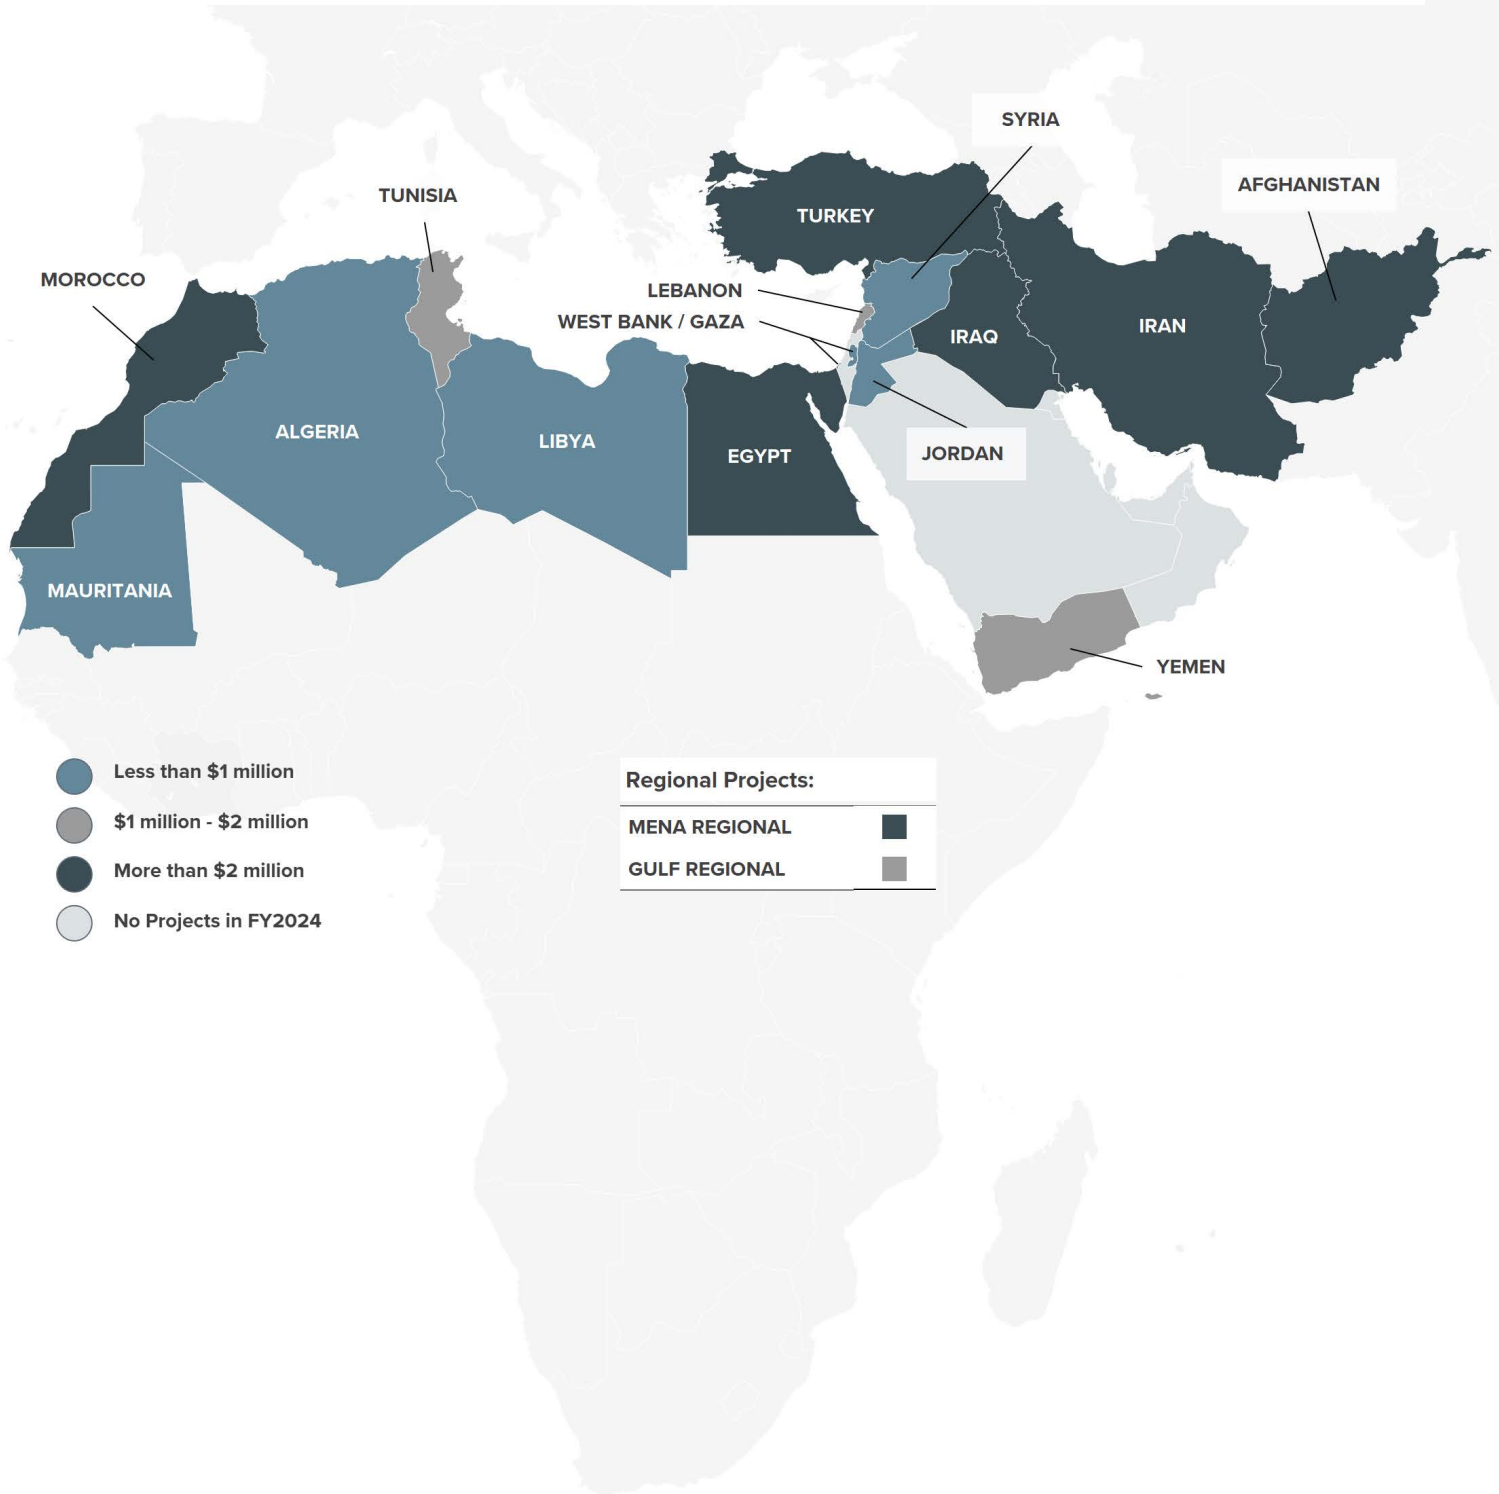 SYRIA
AFGHANISTAN
TUNISIA
TURKEY
MOROCCO
LEBANON
WEST BANK / GAZA
IRAN
IRAQ
ALGERIA
LIBYA
EGYPT
JORDAN
MAURITANIA
YEMEN
Less than $1 million
$1 million - $2 million
More than $2 million
No Projects in FY2024
Regional Projects:
MENA REGIONAL
GULF REGIONAL